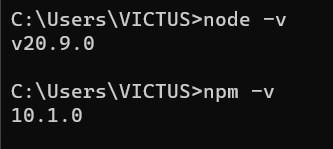 C:\Users\VICTUS>node -v
v20.9.0
C:\Users\VICTUS>npm -v
10.1.0